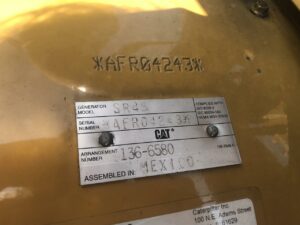 *AFR04243*
GENERATOR MODEL SR4B
SERIAL NUMBER *AFR04243*
CAT
ARRANGEMENT NUMBER 136-6580
ASSEMBLED IN: MEXICO
Caterpillar Inc.
100 N.E. Adams Street
61629